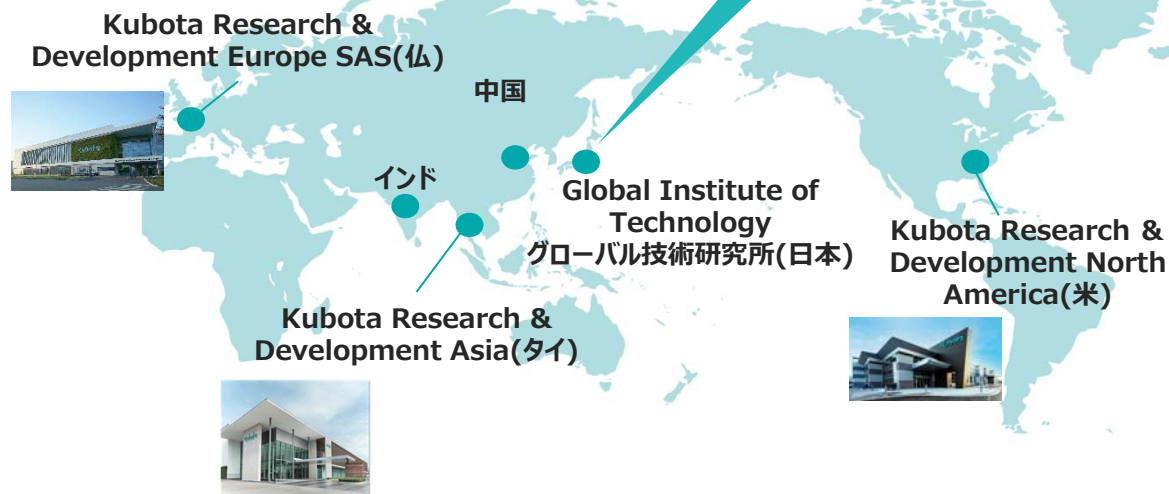 Kubota Research &
Development Europe SAS(仏)
中国
インド
Global Institute of
Technology
グローバル技術研究所(日本)
Kubota Research &
Development North
America(米)
Kubota Research &
Development Asia(タイ)
Kubota